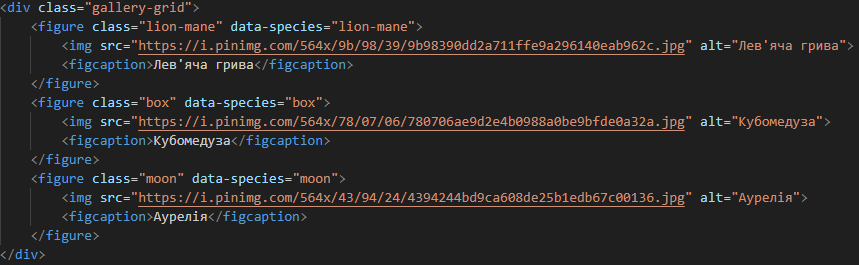 <div class="gallery-grid">
<figure class="lion-mane" data-species="lion-mane">
<img src="https://i.pinimg.com/564x/9b/98/39/9b98390dd2a711ffe9a296140eab962c.jpg" alt="Лев'яча грива">
<figcaption>Лев'яча грива</figcaption>
</figure>
<figure class="box" data-species="box">
<img src="https://i.pinimg.com/564x/78/07/06/780706ae9d2e4b0988a0be9bfde0a32a.jpg" alt="Кубомедуза">
<figcaption>Кубомедуза</figcaption>
</figure>
<figure class="moon" data-species="moon">
<img src="https://i.pinimg.com/564x/43/94/24/4394244bd9ca608de25b1edb67c00136.jpg" alt="Аурелія">
<figcaption>Аурелія</figcaption>
</figure>
</div>